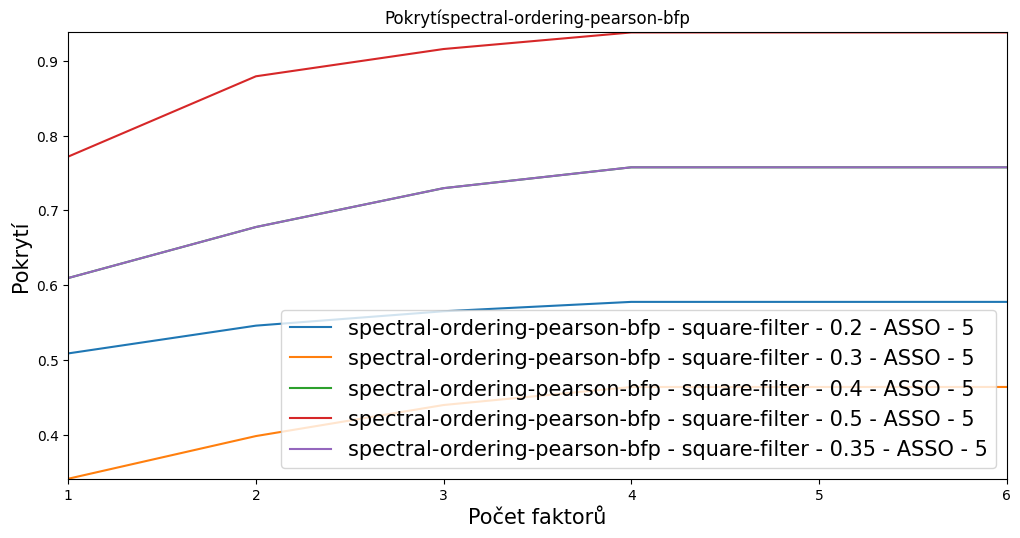 Pokrytíspectral-ordering-pearson-bfp
0.9
0.8
0.7
0.6
0.5
0.4
Pokrytí
spectral-ordering-pearson-bfp - square-filter - 0.2 - ASSO - 5
spectral-ordering-pearson-bfp - square-filter - 0.3 - ASSO - 5
spectral-ordering-pearson-bfp - square-filter - 0.4 - ASSO - 5
spectral-ordering-pearson-bfp - square-filter - 0.5 - ASSO - 5
spectral-ordering-pearson-bfp - square-filter - 0.35 - ASSO - 5
1 2 3 4 5 6
Počet faktorů